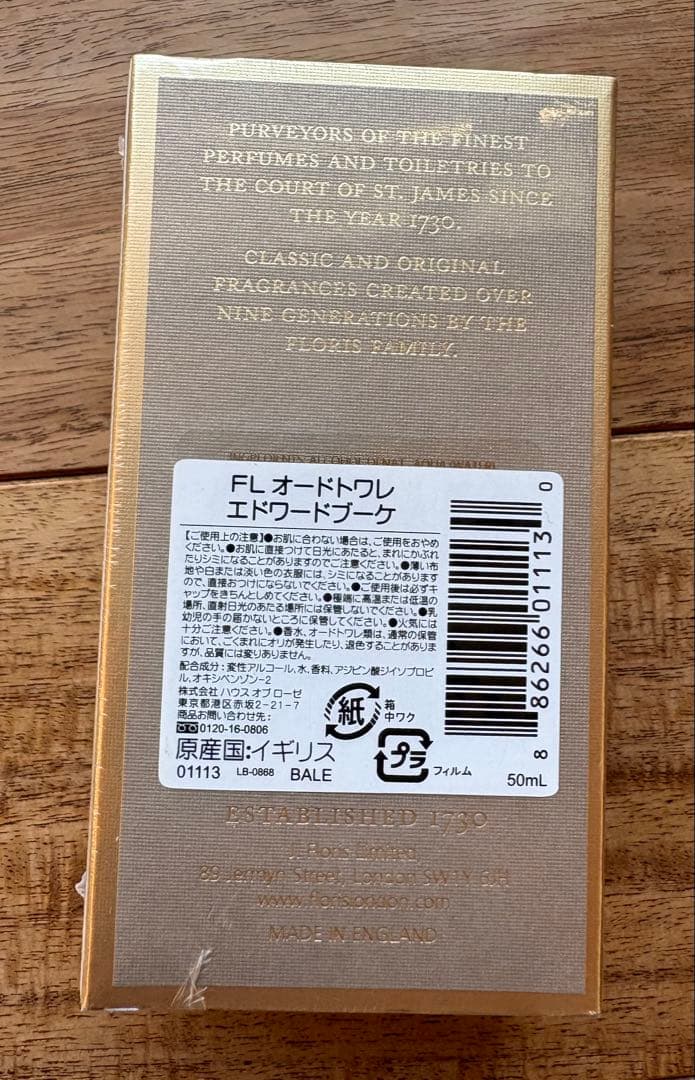 PURVEYORS OF THE FINEST
PERFUMES AND TOILETRIES TO
THE COURT OF ST. JAMES SINCE
THE YEAR 1730.
CLASSIC AND ORIGINAL
FRAGRANCES CREATED OVER
NINE GENERATIONS BY THE
FLORIS FAMILY.
INGREDIENTS: ALCOHOL DENAT., AQUA (WATER)
FL オードトワレ
エドワードブーケ
【ご使用上の注意】●お肌に合わない場合は、ご使用をおやめ
ください。●お肌に直接つけて日光にあたると、まれにかぶれ
たりシミになることがありますのでご注意ください。●薄い布
地や白または淡い色の衣服には、シミになることがあります
ので、直接おつけにならないでください。●ご使用後は必ずキ
ャップをきちんとしめてください。●極端に高温または低温の
場所、直射日光のあたる場所には保管しないでください。●乳
幼児の手の届かないところに保管してください。●火気には
十分ご注意ください。●香水、オードトワレ類は、通常の保管
において、ごくまれにオリが発生したり、退色することがありま
すが、品質には変りありません。
配合成分:変性アルコール、水、香料、アジピン酸ジイソプロピ
ル、オキシベンゾン-2
株式会社 ハウス オブ ローゼ
東京都港区赤坂2-21-7
商品お問い合わせ先:
0120-16-0806
原産国:イギリス
01113 LB-0868 BALE
紙
箱
中ワク
プラ
フィルム
50mL
8 86266 01113 0
ESTABLISHED 1730
J. Floris Limited,
89 Jermyn Street, London SW1Y 6JH
www.florislondon.com
MADE IN ENGLAND